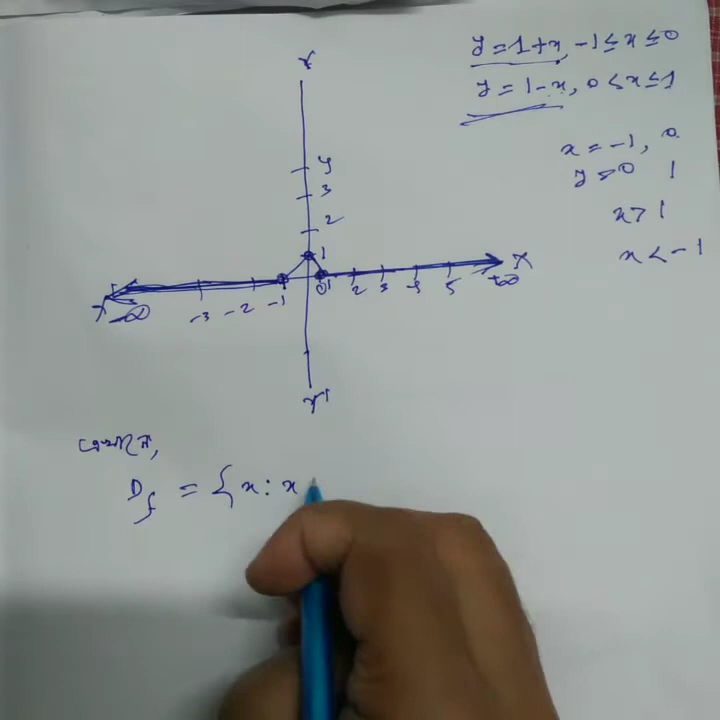 y = 1+x, -1 ≤ x ≤ 0
y = 1-x, 0 < x ≤ 1
x = -1, 0
y = 0 1
x > 1
x < -1
Y
4
3
2
1
X
-∞ -3 -2 -1 0 1 2 3 4 5 +∞
Y'
D_f = { x : x